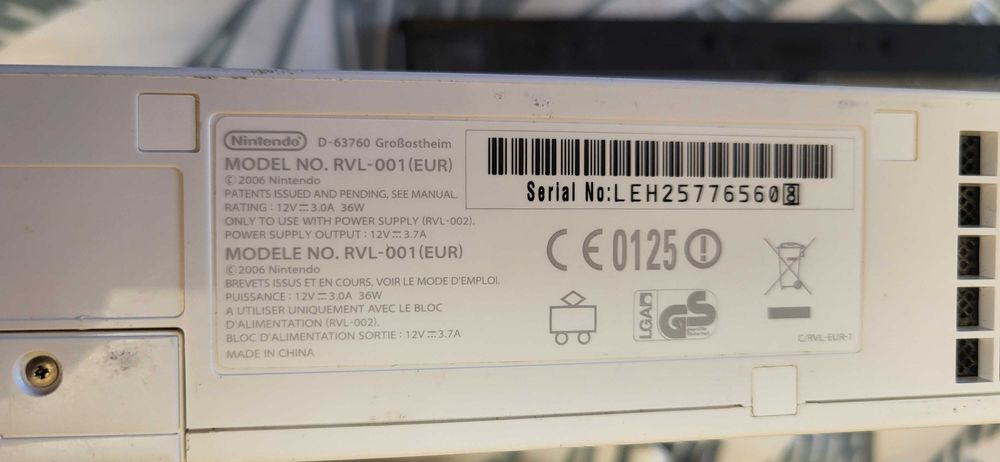 Nintendo D-63760 Großostheim
MODEL NO. RVL-001(EUR)
© 2006 Nintendo
PATENTS ISSUED AND PENDING, SEE MANUAL.
RATING : 12V ⎓ 3.0A 36W
ONLY TO USE WITH POWER SUPPLY (RVL-002).
POWER SUPPLY OUTPUT : 12V ⎓ 3.7A
MODELE NO. RVL-001(EUR)
© 2006 Nintendo
BREVETS ISSUS ET EN COURS, VOIR LE MODE D'EMPLOI.
PUISSANCE : 12V ⎓ 3.0A 36W
A UTILISER UNIQUEMENT AVEC LE BLOC
D'ALIMENTATION (RVL-002).
BLOC D'ALIMENTATION SORTIE : 12V ⎓ 3.7A
MADE IN CHINA
Serial No:LEH257765608
CE0125
LGA
GS
geprüfte
Sicherheit
C/RVL-EUR-1